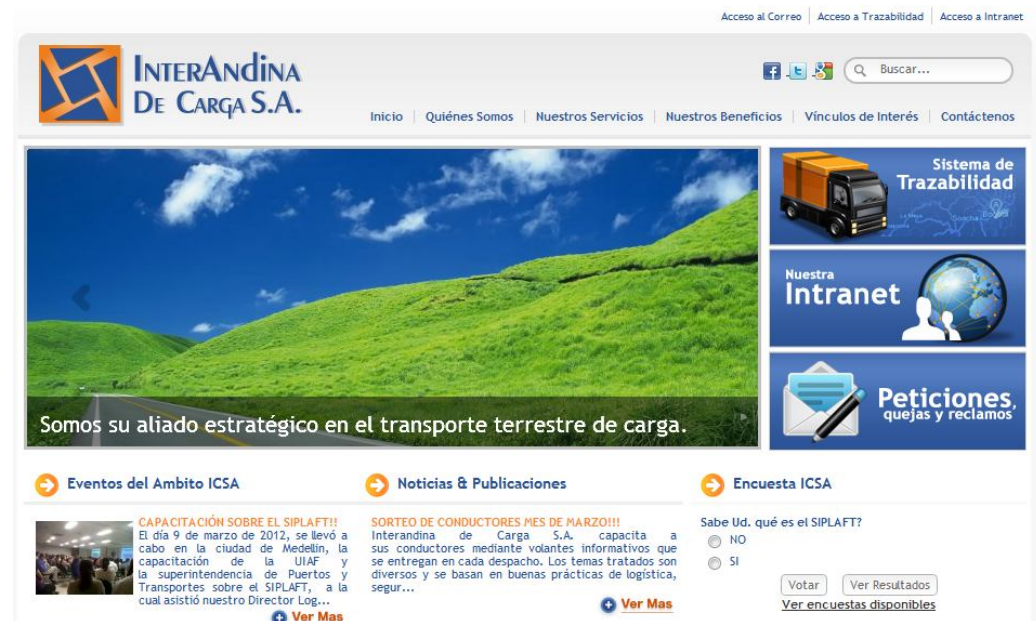 Acceso al Correo Acceso a Trazabilidad Acceso a Intranet
INTERANDINA
DE CARGA S.A.
Buscar...
Inicio Quiénes Somos Nuestros Servicios Nuestros Beneficios Vínculos de Interés Contáctenos
Sistema de
Trazabilidad
Nuestra
Intranet
Peticiones,
quejas y reclamos
Somos su aliado estratégico en el transporte terrestre de carga.
Eventos del Ambito ICSA
CAPACITACIÓN SOBRE EL SIPLAFT!!
El día 9 de marzo de 2012, se llevó a
cabo en la ciudad de Medellín, la
capacitación de la UIAF y
la superintendencia de Puertos y
Transportes sobre el SIPLAFT, a la
cual asistió nuestro Director Log...
Ver Mas
Noticias & Publicaciones
SORTEO DE CONDUCTORES MES DE MARZO!!!
Interandina de Carga S.A. capacita a
sus conductores mediante volantes informativos que
se entregan en cada despacho. Los temas tratados son
diversos y se basan en buenas prácticas de logística,
segur...
Ver Mas
Encuesta ICSA
Sabe Ud. qué es el SIPLAFT?
NO
SI
Votar Ver Resultados
Ver encuestas disponibles